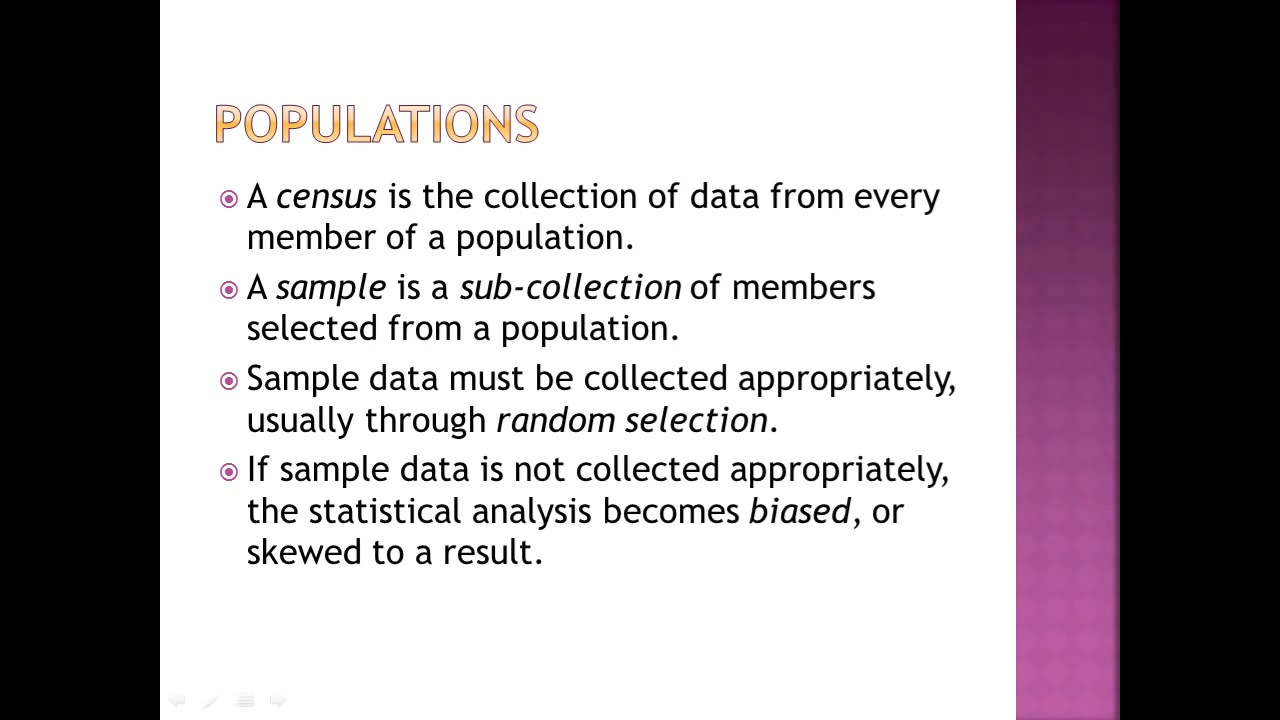 POPULATIONS
A census is the collection of data from every
member of a population.
A sample is a sub-collection of members
selected from a population.
Sample data must be collected appropriately,
usually through random selection.
If sample data is not collected appropriately,
the statistical analysis becomes biased, or
skewed to a result.